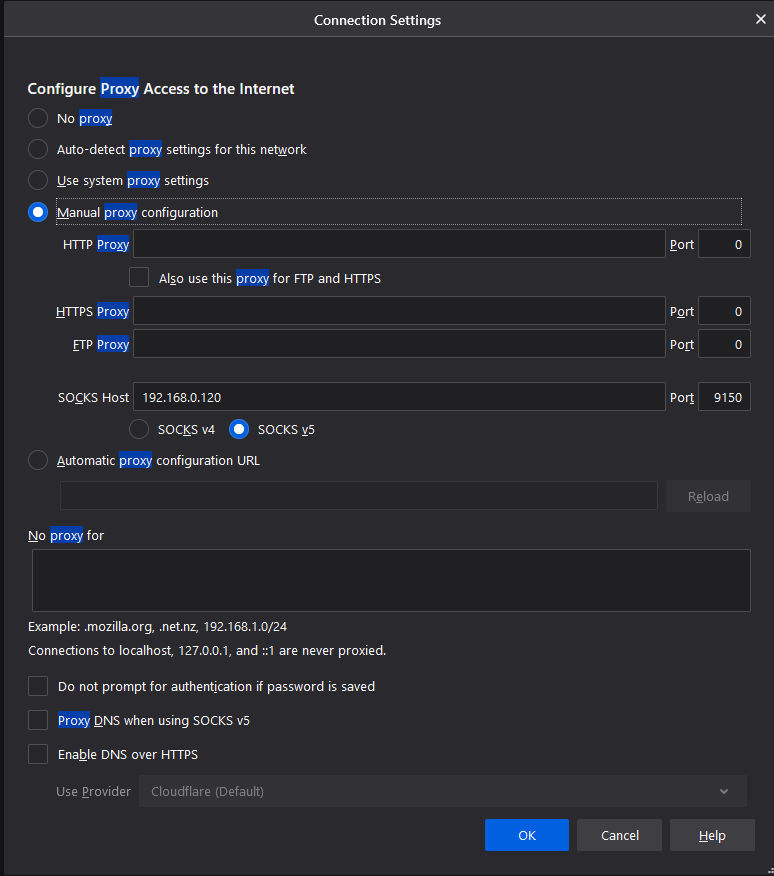 Connection Settings
Configure Proxy Access to the Internet
No proxy
Auto-detect proxy settings for this network
Use system proxy settings
Manual proxy configuration
HTTP Proxy Port 0
Also use this proxy for FTP and HTTPS
HTTPS Proxy Port 0
FTP Proxy Port 0
SOCKS Host 192.168.0.120 Port 9150
SOCKS v4 SOCKS v5
Automatic proxy configuration URL
Reload
No proxy for
Example: .mozilla.org, .net.nz, 192.168.1.0/24
Connections to localhost, 127.0.0.1, and ::1 are never proxied.
Do not prompt for authentication if password is saved
Proxy DNS when using SOCKS v5
Enable DNS over HTTPS
Use Provider Cloudflare (Default)
OK Cancel Help